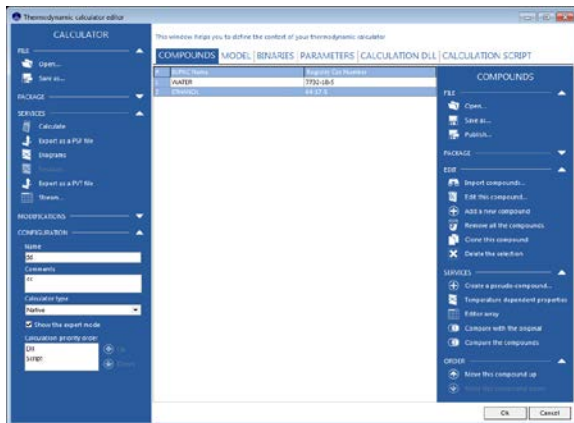 Thermodynamic calculator editor
CALCULATOR
FILE
Open...
Save as...
PACKAGE
SERVICES
Calculate
Export as a PSF file
Diagrams
Export as a PVT file
Stream...
MODIFICATIONS
CONFIGURATION
Name
dd
Comments
cc
Calculator type
Native
Show the expert mode
Calculation priority order
Dll
Script
Up
Down
This window helps you to define the content of your thermodynamic calculator
COMPOUNDS MODEL BINARIES PARAMETERS CALCULATION DLL CALCULATION SCRIPT
IUPAC Name Registry Cas Number
1 WATER 7732-18-5
2 ETHANOL 64-17-5
COMPOUNDS
FILE
Open...
Save as...
Publish...
PACKAGE
EDIT
Import compounds...
Edit this compound...
Add a new compound
Remove all the compounds
Clone this compound
Delete the selection
SERVICES
Create a pseudo-compound...
Temperature dependent properties
Editor array
Compare with the original
Compare the compounds
ORDER
Move this compound up
Move this compound down
Ok
Cancel